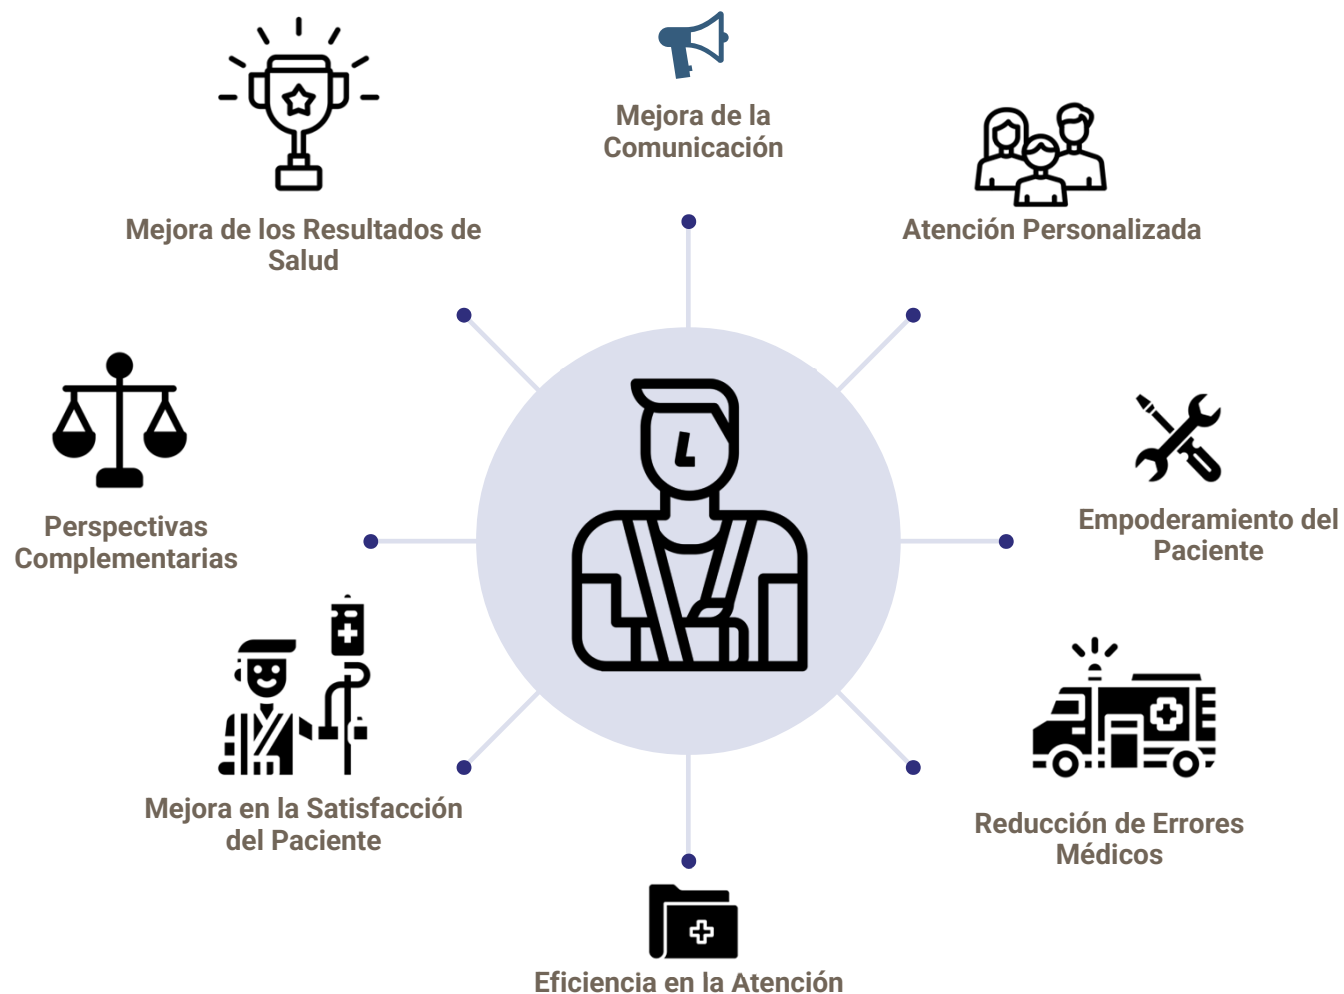 Mejora de la
Comunicación
Atención Personalizada
Empoderamiento del
Paciente
Reducción de Errores
Médicos
Eficiencia en la Atención
Mejora en la Satisfacción
del Paciente
Perspectivas
Complementarias
Mejora de los Resultados de
Salud